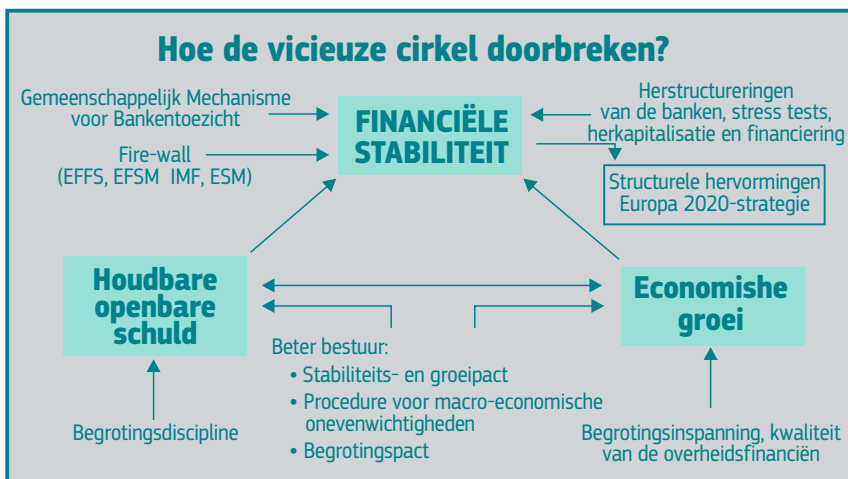 Hoe de vicieuze cirkel doorbreken?
Gemeenschappelijk Mechanisme
voor Bankentoezicht
Fire-wall
(EFFS, EFSM IMF, ESM)
FINANCIËLE
STABILITEIT
Herstructureringen
van de banken, stress tests,
herkapitalisatie en financiering
Structurele hervormingen
Europa 2020-strategie
Houdbare
openbare
schuld
Economishe
groei
Beter bestuur:
• Stabiliteits- en groeipact
• Procedure voor macro-economische
onevenwichtigheden
• Begrotingspact
Begrotingsdiscipline
Begrotingsinspanning, kwaliteit
van de overheidsfinanciën